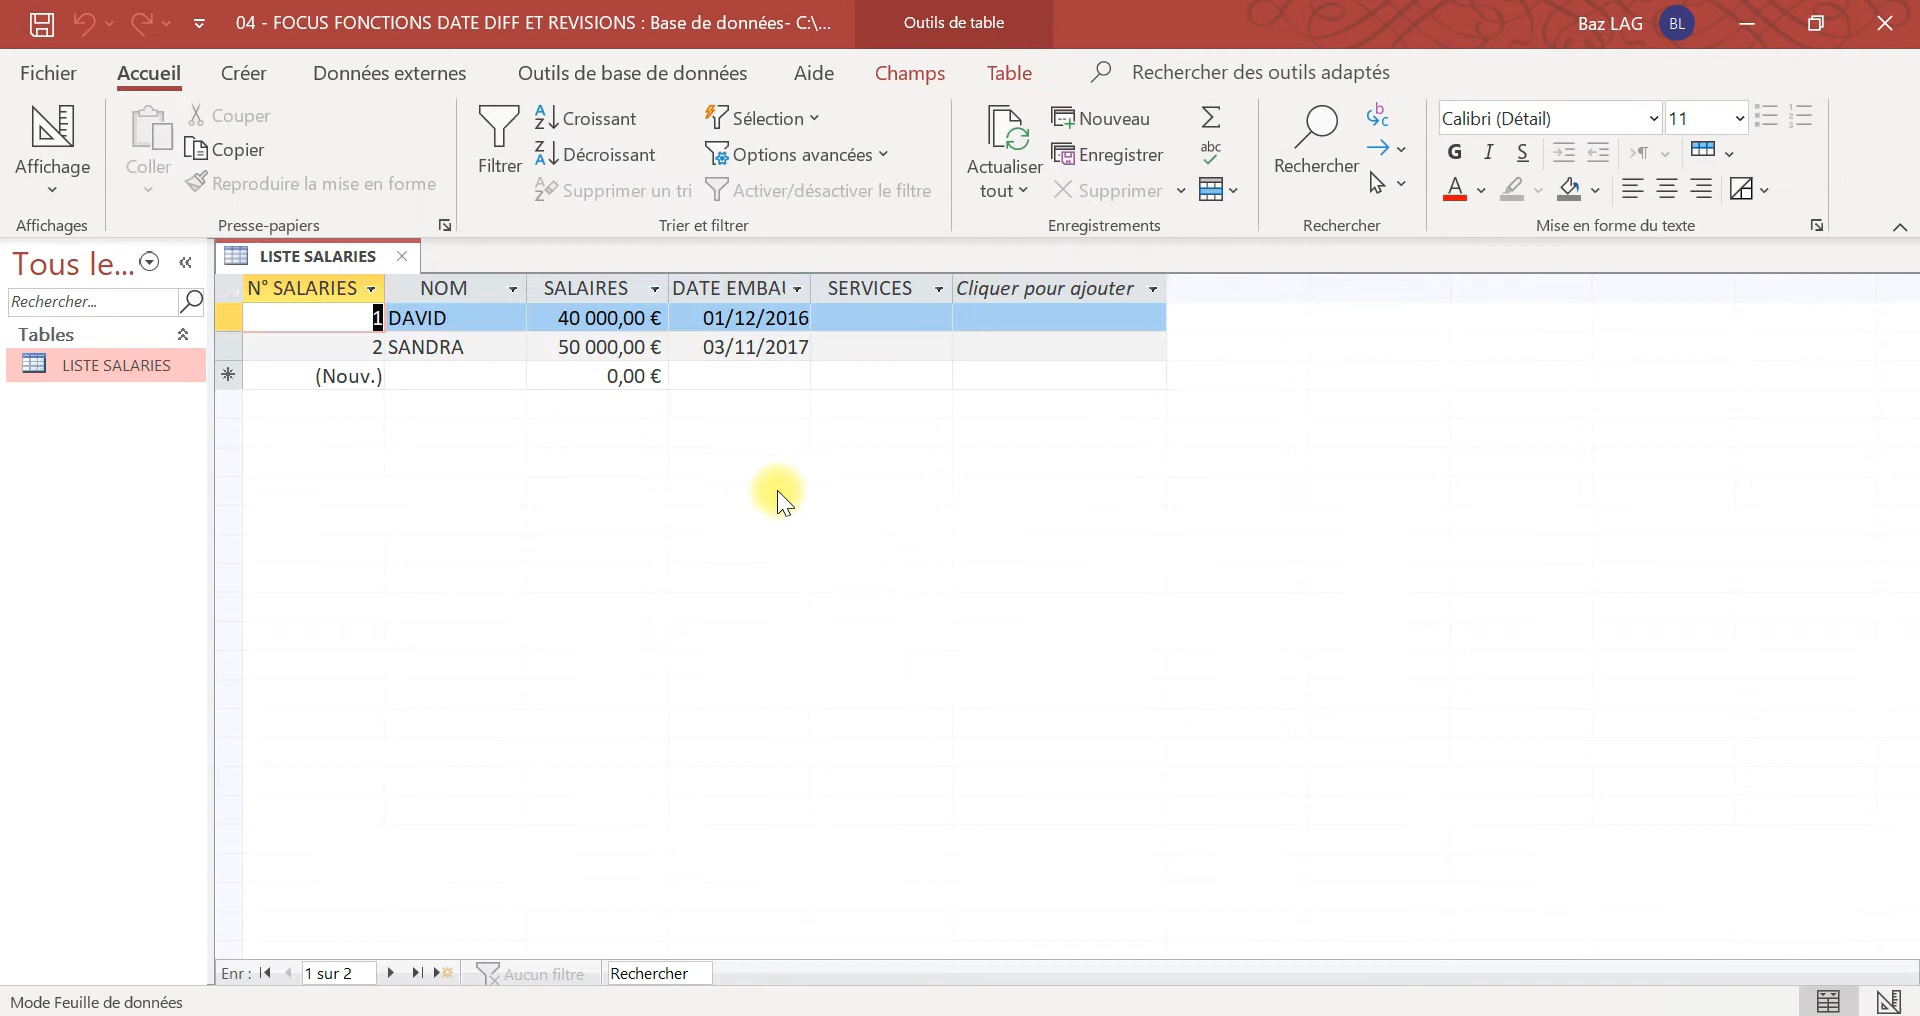 04 - FOCUS FONCTIONS DATE DIFF ET REVISIONS : Base de données- C:\...
Outils de table
Baz LAG
BL
Fichier
Accueil
Créer
Données externes
Outils de base de données
Aide
Champs
Table
Rechercher des outils adaptés
Affichage
Affichages
Coller
Couper
Copier
Reproduire la mise en forme
Presse-papiers
Filtrer
Croissant
Décroissant
Supprimer un tri
Sélection
Options avancées
Activer/désactiver le filtre
Trier et filtrer
Actualiser
tout
Nouveau
Enregistrer
Supprimer
Enregistrements
Rechercher
Rechercher
Calibri (Détail)
11
G I S
Mise en forme du texte
Tous le...
Rechercher...
Tables
LISTE SALARIES
LISTE SALARIES
N° SALARIES NOM SALAIRES DATE EMBAU SERVICES Cliquer pour ajouter
1 DAVID 40 000,00 € 01/12/2016
2 SANDRA 50 000,00 € 03/11/2017
(Nouv.) 0,00 €
Enr : 1 sur 2 Aucun filtre Rechercher
Mode Feuille de données